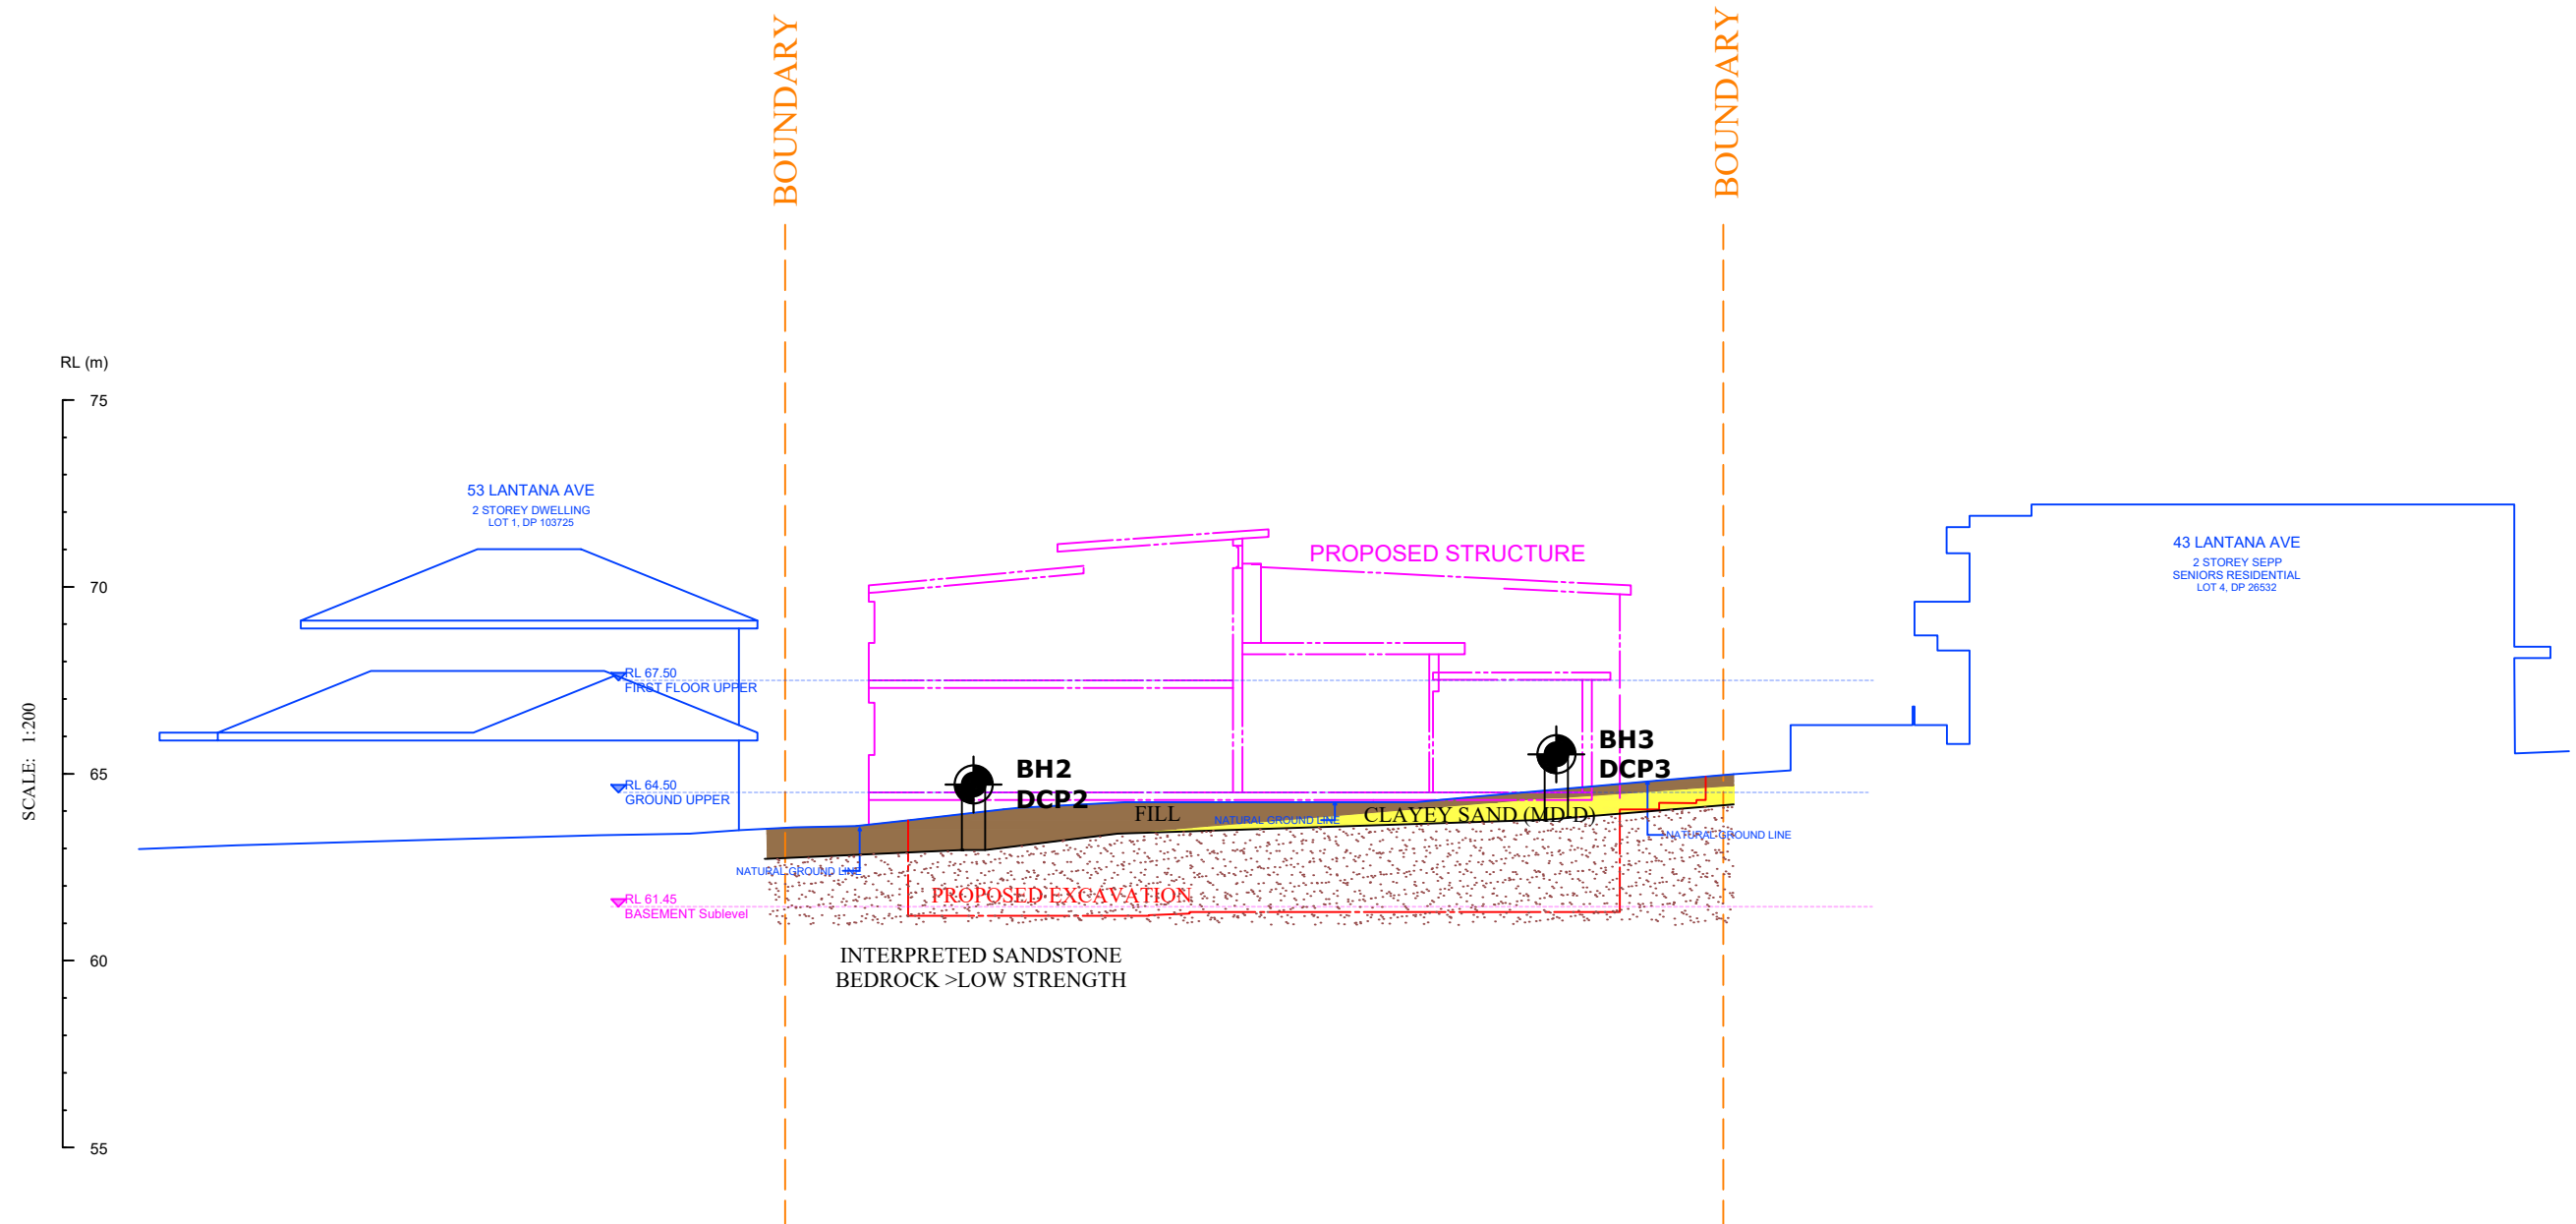 BOUNDARY
BOUNDARY
RL (m)
75
70
65
60
55
SCALE: 1:200
53 LANTANA AVE
2 STOREY DWELLING
LOT 1, DP 103725
PROPOSED STRUCTURE
43 LANTANA AVE
2 STOREY SEPP
SENIORS RESIDENTIAL
LOT 4, DP 26532
RL 67.50
FIRST FLOOR UPPER
RL 64.50
GROUND UPPER
BH2
DCP2
BH3
DCP3
FILL
NATURAL GROUND LINE
CLAYEY SAND (MD-D)
NATURAL GROUND LINE
NATURAL GROUND LINE
RL 61.45
BASEMENT Sublevel
PROPOSED EXCAVATION
INTERPRETED SANDSTONE
BEDROCK >LOW STRENGTH